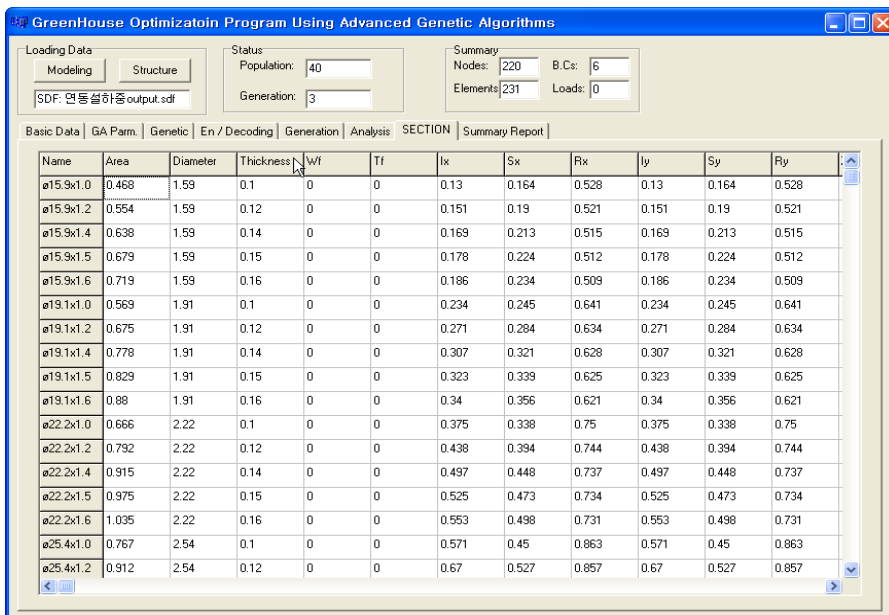 GreenHouse Optimizatoin Program Using Advanced Genetic Algorithms
Loading Data Status Summary
Modeling Structure Population: 40 Nodes: 220 B.Cs: 6
SDF: 연동설하중output.sdf Generation: 3 Elements 231 Loads: 0
Basic Data GA Parm. Genetic En / Decoding Generation Analysis SECTION Summary Report
Name Area Diameter Thickness Wf Tf Ix Sx Rx Iy Sy Ry
ø15.9x1.0 0.468 1.59 0.1 0 0 0.13 0.164 0.528 0.13 0.164 0.528
ø15.9x1.2 0.554 1.59 0.12 0 0 0.151 0.19 0.521 0.151 0.19 0.521
ø15.9x1.4 0.638 1.59 0.14 0 0 0.169 0.213 0.515 0.169 0.213 0.515
ø15.9x1.5 0.679 1.59 0.15 0 0 0.178 0.224 0.512 0.178 0.224 0.512
ø15.9x1.6 0.719 1.59 0.16 0 0 0.186 0.234 0.509 0.186 0.234 0.509
ø19.1x1.0 0.569 1.91 0.1 0 0 0.234 0.245 0.641 0.234 0.245 0.641
ø19.1x1.2 0.675 1.91 0.12 0 0 0.271 0.284 0.634 0.271 0.284 0.634
ø19.1x1.4 0.778 1.91 0.14 0 0 0.307 0.321 0.628 0.307 0.321 0.628
ø19.1x1.5 0.829 1.91 0.15 0 0 0.323 0.339 0.625 0.323 0.339 0.625
ø19.1x1.6 0.88 1.91 0.16 0 0 0.34 0.356 0.621 0.34 0.356 0.621
ø22.2x1.0 0.666 2.22 0.1 0 0 0.375 0.338 0.75 0.375 0.338 0.75
ø22.2x1.2 0.792 2.22 0.12 0 0 0.438 0.394 0.744 0.438 0.394 0.744
ø22.2x1.4 0.915 2.22 0.14 0 0 0.497 0.448 0.737 0.497 0.448 0.737
ø22.2x1.5 0.975 2.22 0.15 0 0 0.525 0.473 0.734 0.525 0.473 0.734
ø22.2x1.6 1.035 2.22 0.16 0 0 0.553 0.498 0.731 0.553 0.498 0.731
ø25.4x1.0 0.767 2.54 0.1 0 0 0.571 0.45 0.863 0.571 0.45 0.863
ø25.4x1.2 0.912 2.54 0.12 0 0 0.67 0.527 0.857 0.67 0.527 0.857